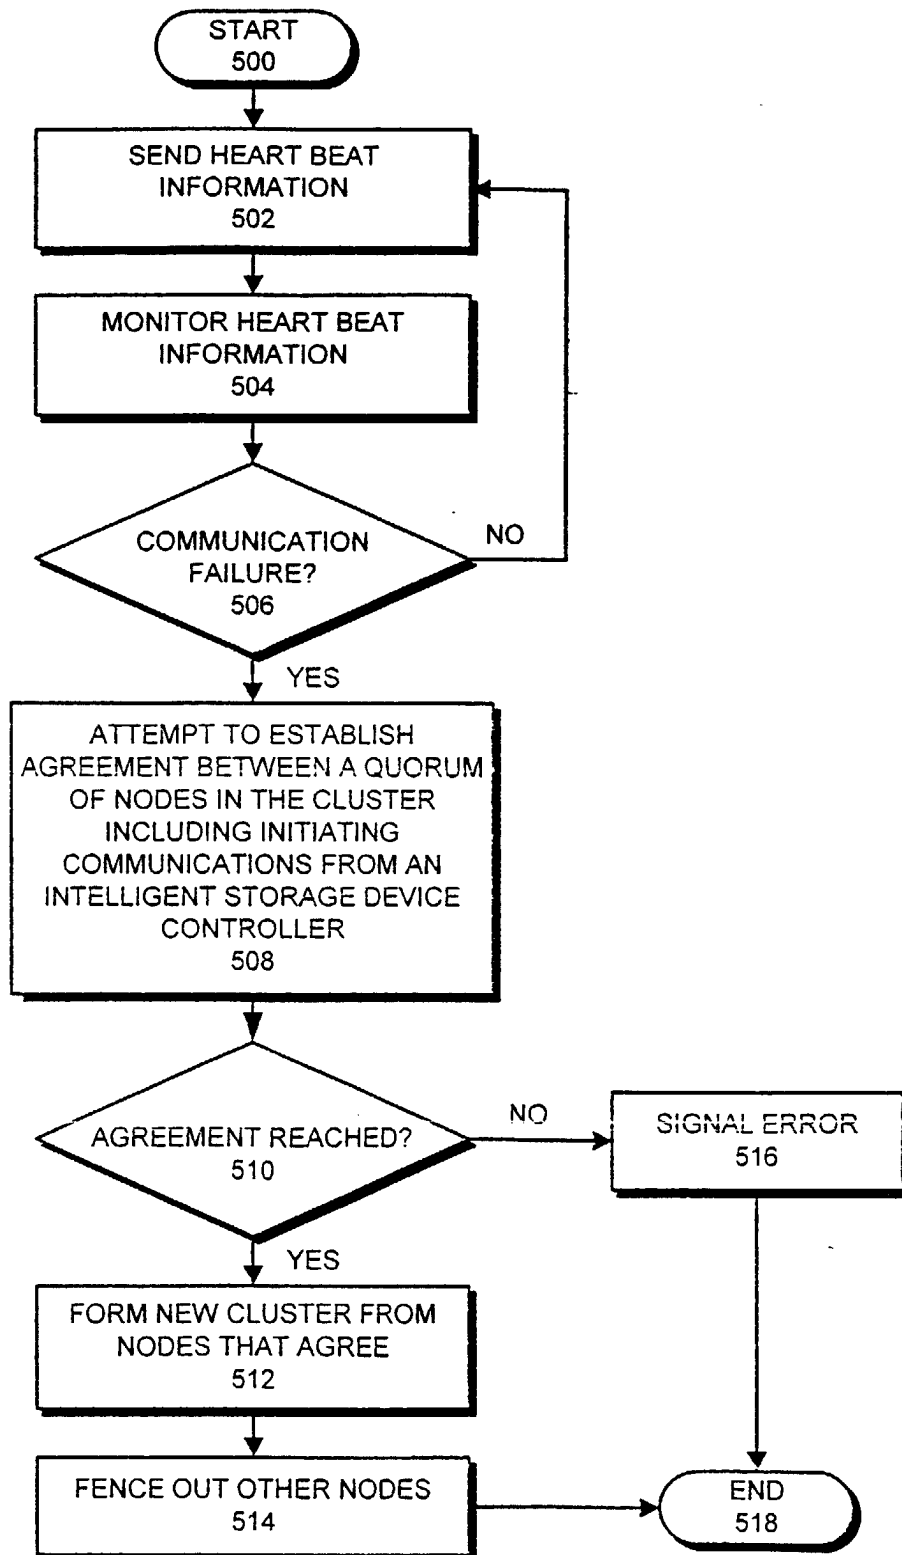 START
500
SEND HEART BEAT
INFORMATION
502
MONITOR HEART BEAT
INFORMATION
504
COMMUNICATION
FAILURE?
506
NO
YES
ATTEMPT TO ESTABLISH
AGREEMENT BETWEEN A QUORUM
OF NODES IN THE CLUSTER
INCLUDING INITIATING
COMMUNICATIONS FROM AN
INTELLIGENT STORAGE DEVICE
CONTROLLER
508
AGREEMENT REACHED?
510
NO
SIGNAL ERROR
516
YES
FORM NEW CLUSTER FROM
NODES THAT AGREE
512
FENCE OUT OTHER NODES
514
END
518